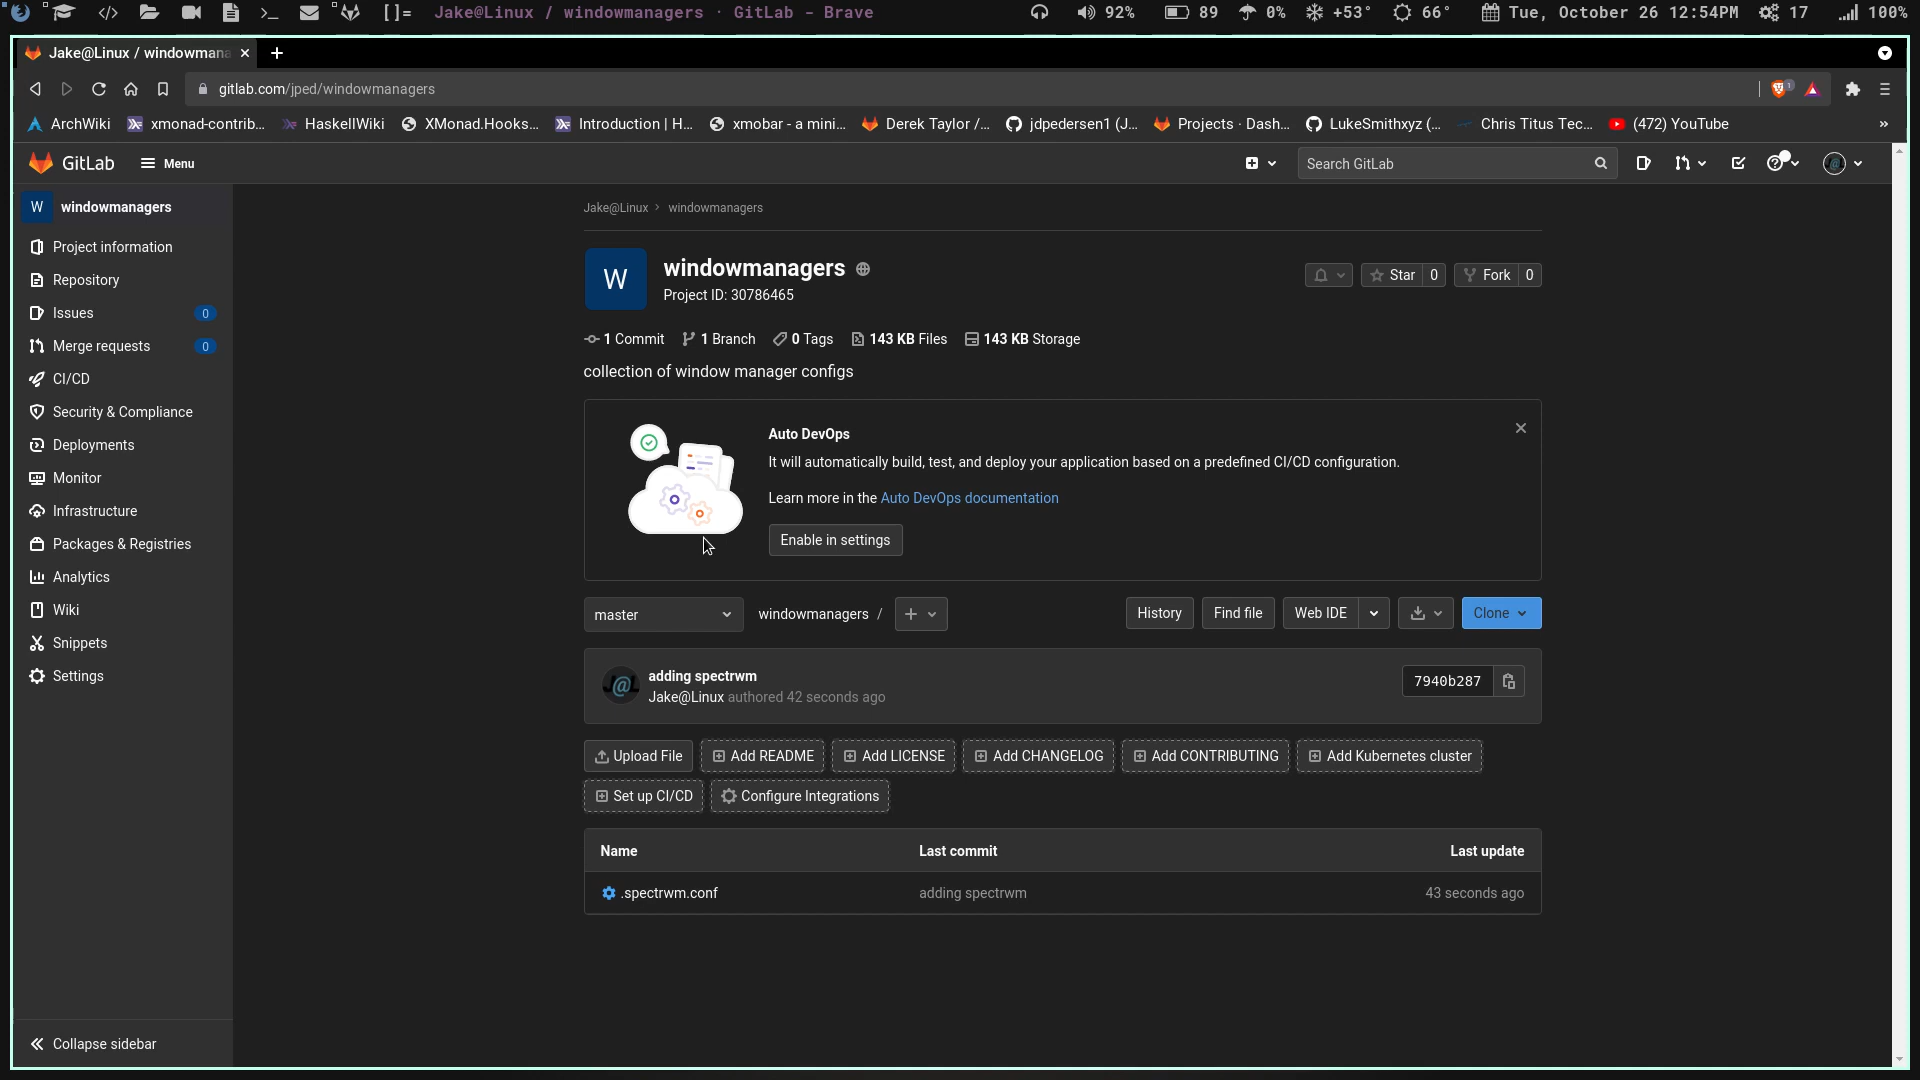 []= Jake@Linux / windowmanagers · GitLab - Brave 92% 89 0% +53° 66° Tue, October 26 12:54PM 17 100%
Jake@Linux / windowmana
gitlab.com/jped/windowmanagers 1
ArchWiki xmonad-contrib... HaskellWiki XMonad.Hooks... Introduction | H... xmobar - a mini... Derek Taylor /... jdpedersen1 (J... Projects · Dash... LukeSmithxyz (... Chris Titus Tec... (472) YouTube »
GitLab Menu Search GitLab
W windowmanagers
Project information
Repository
Issues 0
Merge requests 0
CI/CD
Security & Compliance
Deployments
Monitor
Infrastructure
Packages & Registries
Analytics
Wiki
Snippets
Settings
Collapse sidebar
Jake@Linux > windowmanagers
W windowmanagers
Project ID: 30786465
Star 0 Fork 0
1 Commit 1 Branch 0 Tags 143 KB Files 143 KB Storage
collection of window manager configs
Auto DevOps
It will automatically build, test, and deploy your application based on a predefined CI/CD configuration.
Learn more in the Auto DevOps documentation
Enable in settings
master windowmanagers / + History Find file Web IDE Clone
adding spectrwm
Jake@Linux authored 42 seconds ago
7940b287
Upload File Add README Add LICENSE Add CHANGELOG Add CONTRIBUTING Add Kubernetes cluster
Set up CI/CD Configure Integrations
Name Last commit Last update
.spectrwm.conf adding spectrwm 43 seconds ago